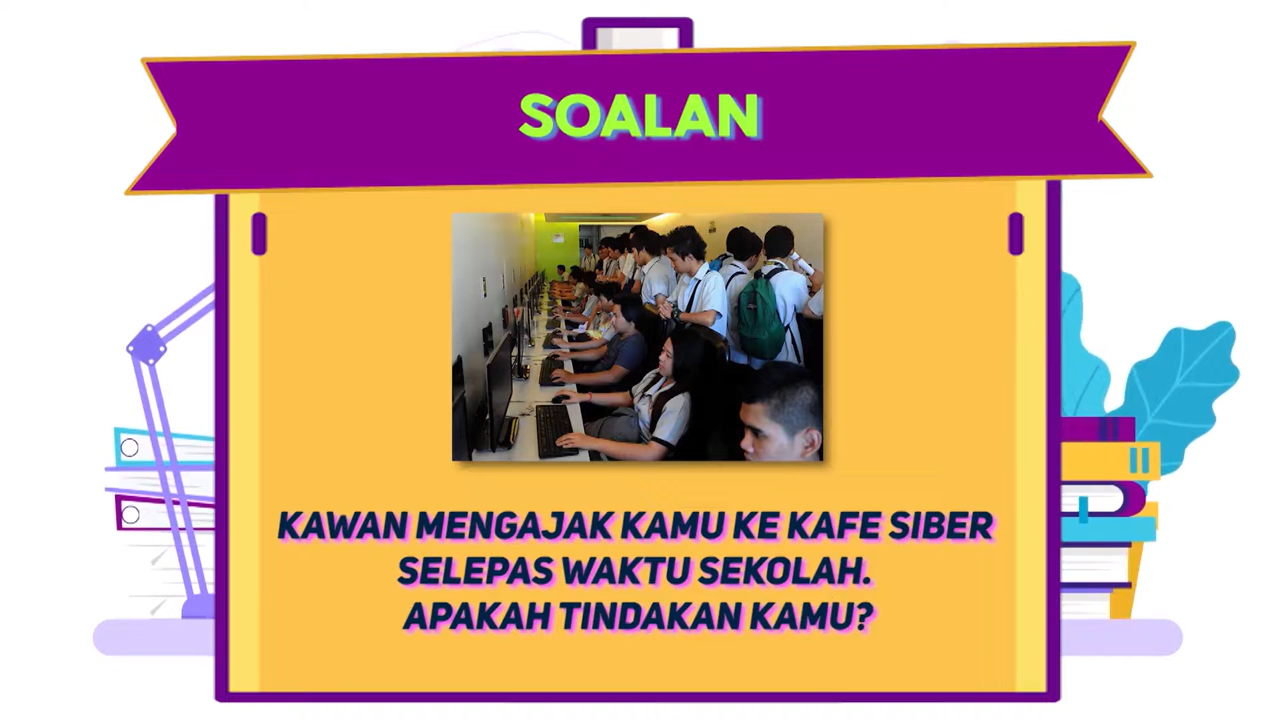 SOALAN
KAWAN MENGAJAK KAMU KE KAFE SIBER
SELEPAS WAKTU SEKOLAH.
APAKAH TINDAKAN KAMU?